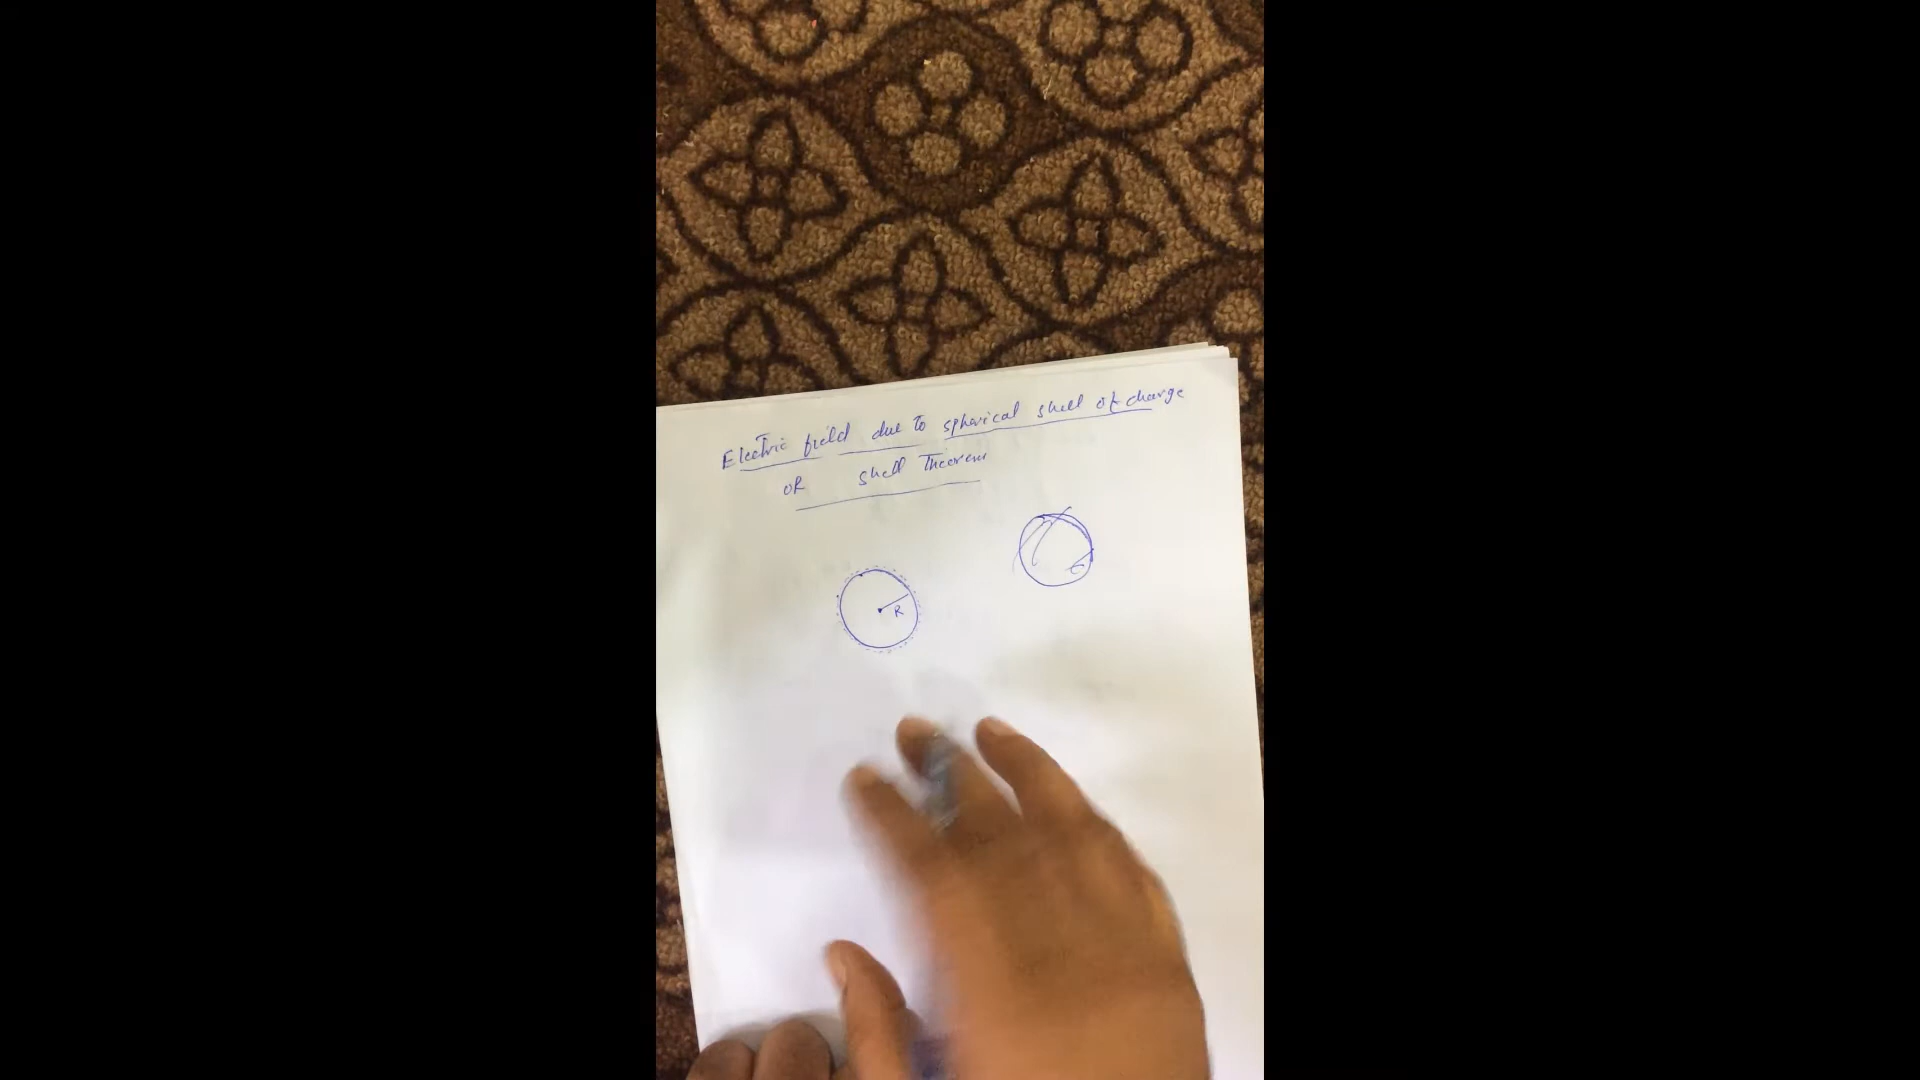 Electric field due to spherical shell of charge
OR shell Theorem
R